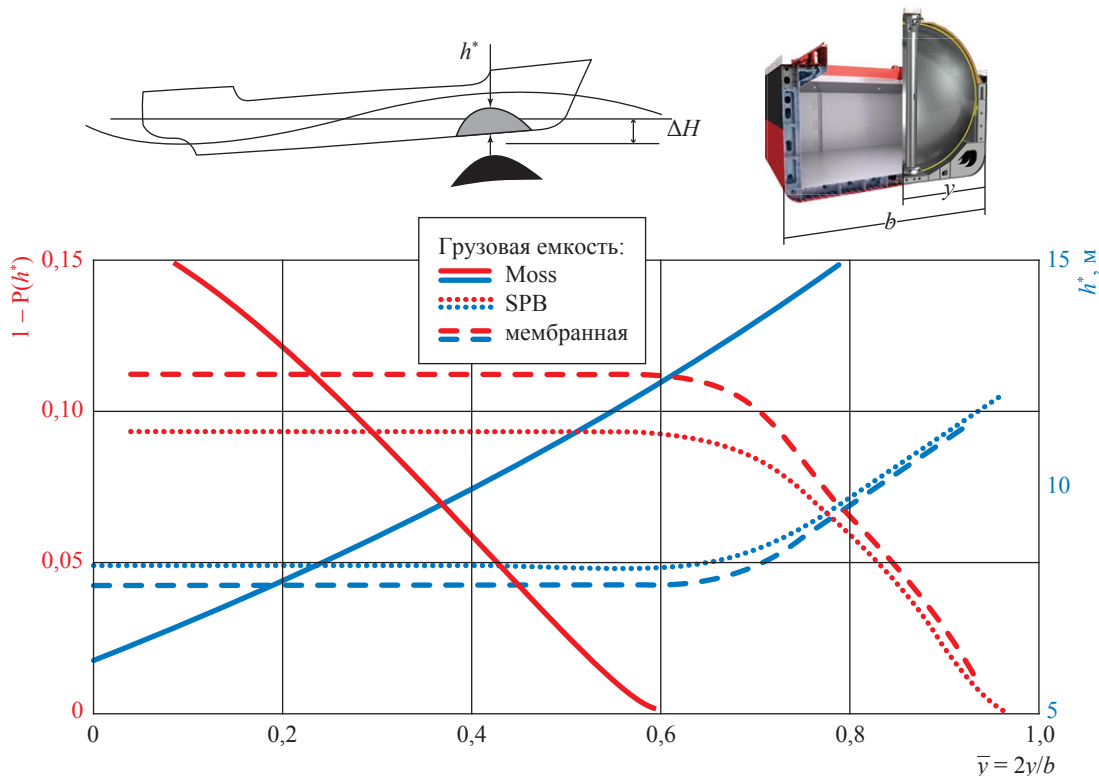 h*
ΔH
y
b
Грузовая емкость:
Moss
SPB
мембранная
1 – P(h*)
0,15
0,10
0,05
0
h*, м
15
10
5
0
0,2
0,4
0,6
0,8
1,0
y̅ = 2y/b